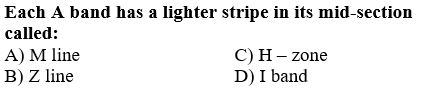 Each A band has a lighter stripe in its mid-section
called:
A) M line C) H – zone
B) Z line D) I band